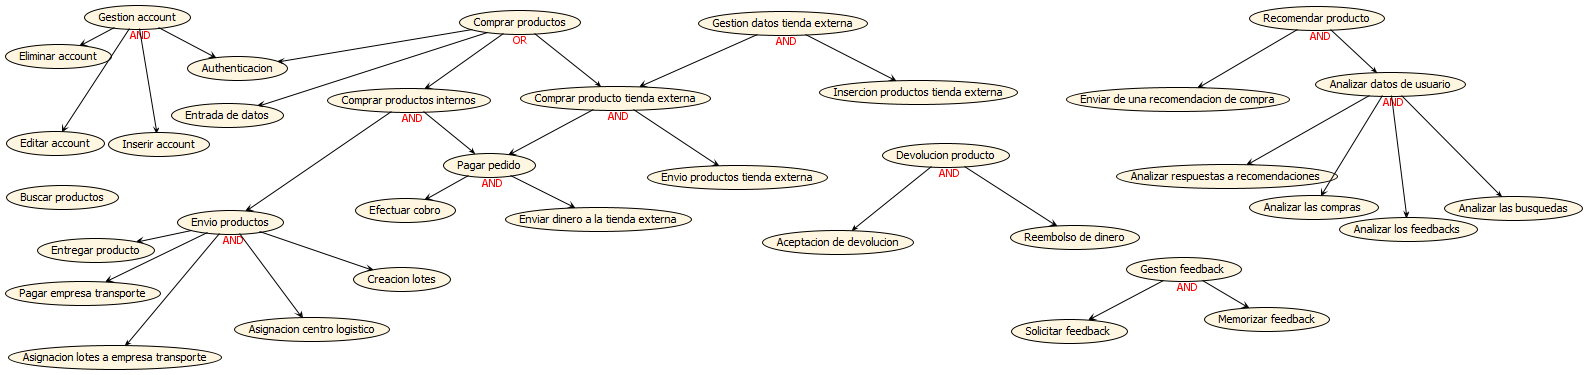 Gestion account
AND
Eliminar account
Authenticacion
Editar account
Inserir account
Comprar productos
OR
Entrada de datos
Comprar productos internos
AND
Gestion datos tienda externa
AND
Comprar producto tienda externa
AND
Insercion productos tienda externa
Pagar pedido
AND
Envio productos tienda externa
Efectuar cobro
Enviar dinero a la tienda externa
Buscar productos
Envio productos
AND
Entregar producto
Pagar empresa transporte
Creacion lotes
Asignacion centro logistico
Asignacion lotes a empresa transporte
Devolucion producto
AND
Aceptacion de devolucion
Reembolso de dinero
Recomendar producto
AND
Enviar de una recomendacion de compra
Analizar datos de usuario
AND
Analizar respuestas a recomendaciones
Analizar las compras
Analizar los feedbacks
Analizar las busquedas
Gestion feedback
AND
Solicitar feedback
Memorizar feedback